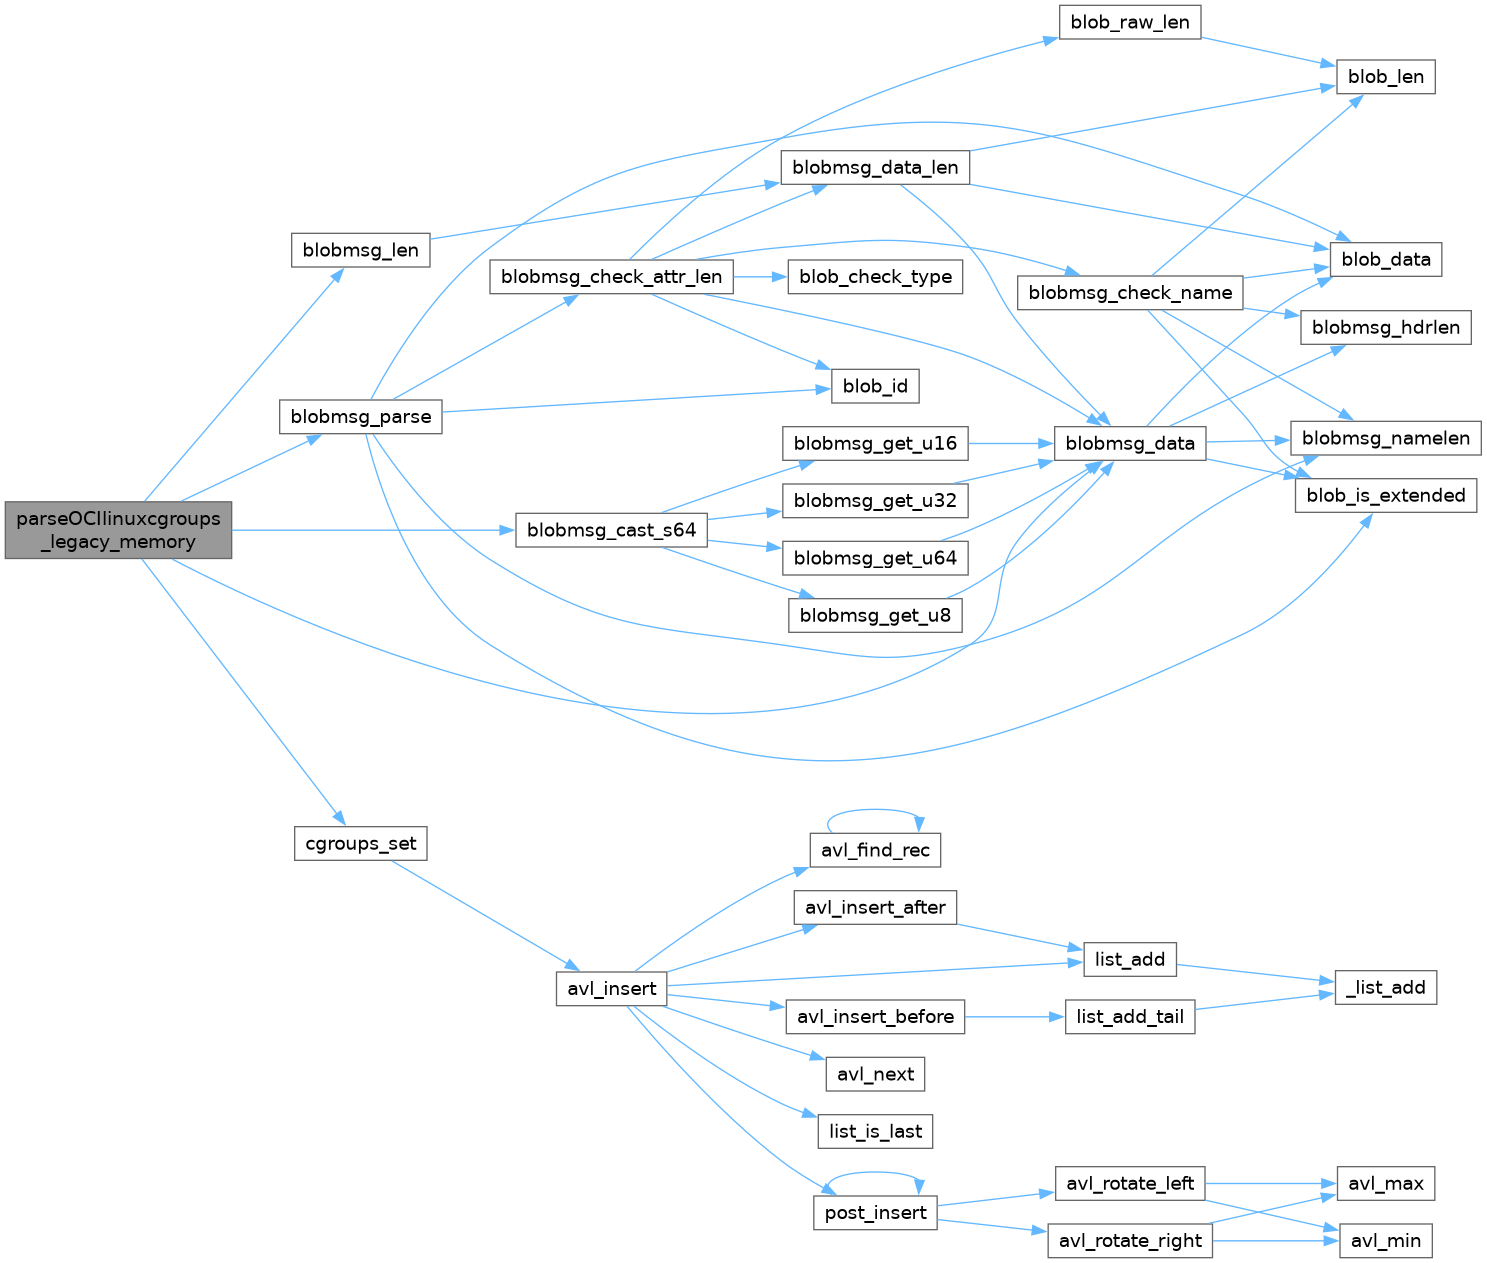 blob_raw_len
blob_len
blobmsg_data_len
blobmsg_len
blob_data
blobmsg_check_attr_len
blob_check_type
blobmsg_check_name
blobmsg_hdrlen
blob_id
blobmsg_parse
blobmsg_get_u16
blobmsg_data
blobmsg_namelen
blob_is_extended
blobmsg_get_u32
parseOCIlinuxcgroups
_legacy_memory
blobmsg_cast_s64
blobmsg_get_u64
blobmsg_get_u8
cgroups_set
avl_find_rec
avl_insert_after
list_add
avl_insert
_list_add
avl_insert_before
list_add_tail
avl_next
list_is_last
avl_rotate_left
avl_max
post_insert
avl_rotate_right
avl_min